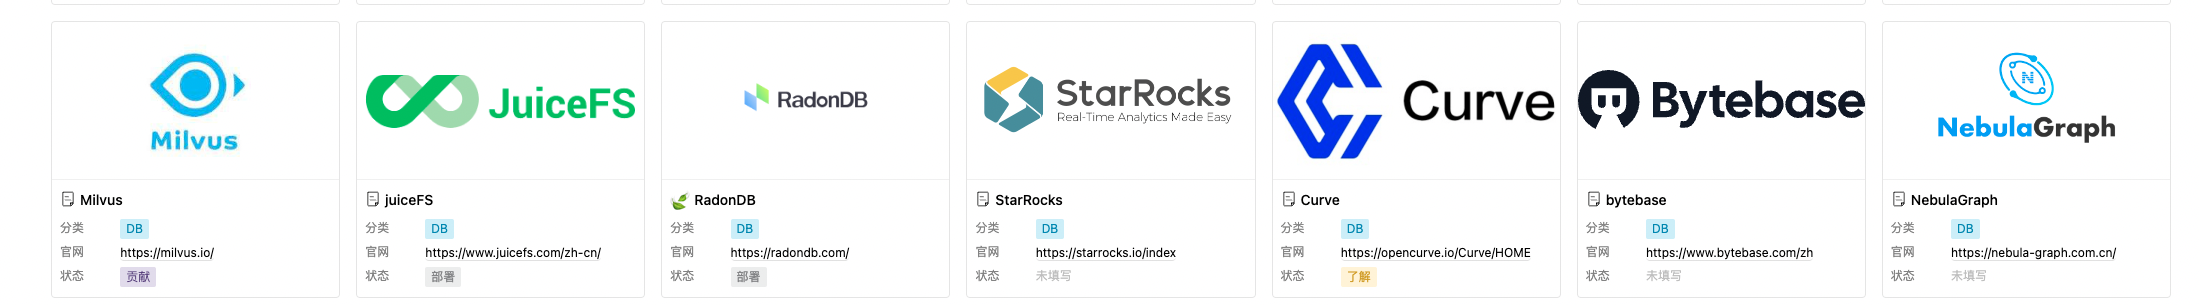 Milvus
JuiceFS
RadonDB
StarRocks
Real-Time Analytics Made Easy
Curve
Bytebase
N
NebulaGraph
Milvus
分类 DB
官网 https://milvus.io/
状态 贡献
juiceFS
分类 DB
官网 https://www.juicefs.com/zh-cn/
状态 部署
RadonDB
分类 DB
官网 https://radondb.com/
状态 部署
StarRocks
分类 DB
官网 https://starrocks.io/index
状态 未填写
Curve
分类 DB
官网 https://opencurve.io/Curve/HOME
状态 了解
bytebase
分类 DB
官网 https://www.bytebase.com/zh
状态 未填写
NebulaGraph
分类 DB
官网 https://nebula-graph.com.cn/
状态 未填写